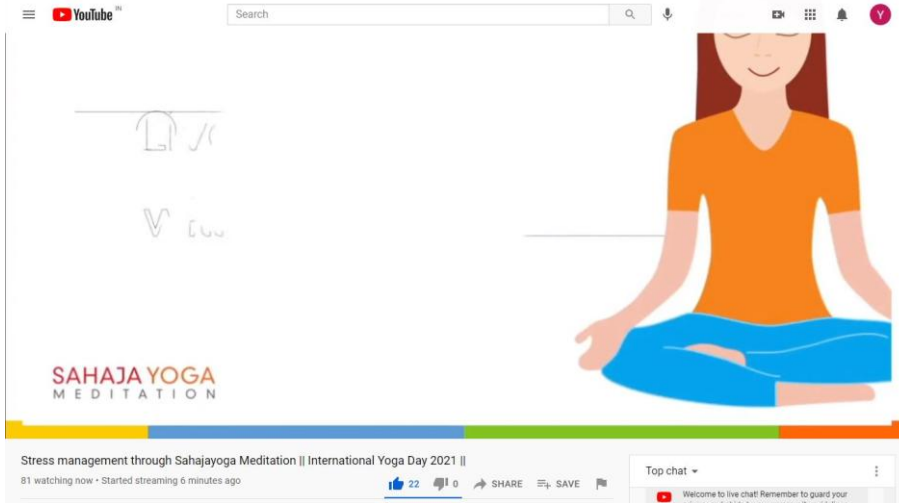 YouTube IN
Search
Y
SAHAJA YOGA
MEDITATION
Stress management through Sahajayoga Meditation || International Yoga Day 2021 ||
81 watching now • Started streaming 6 minutes ago
22
0
SHARE
SAVE
Top chat
Welcome to live chat! Remember to guard your